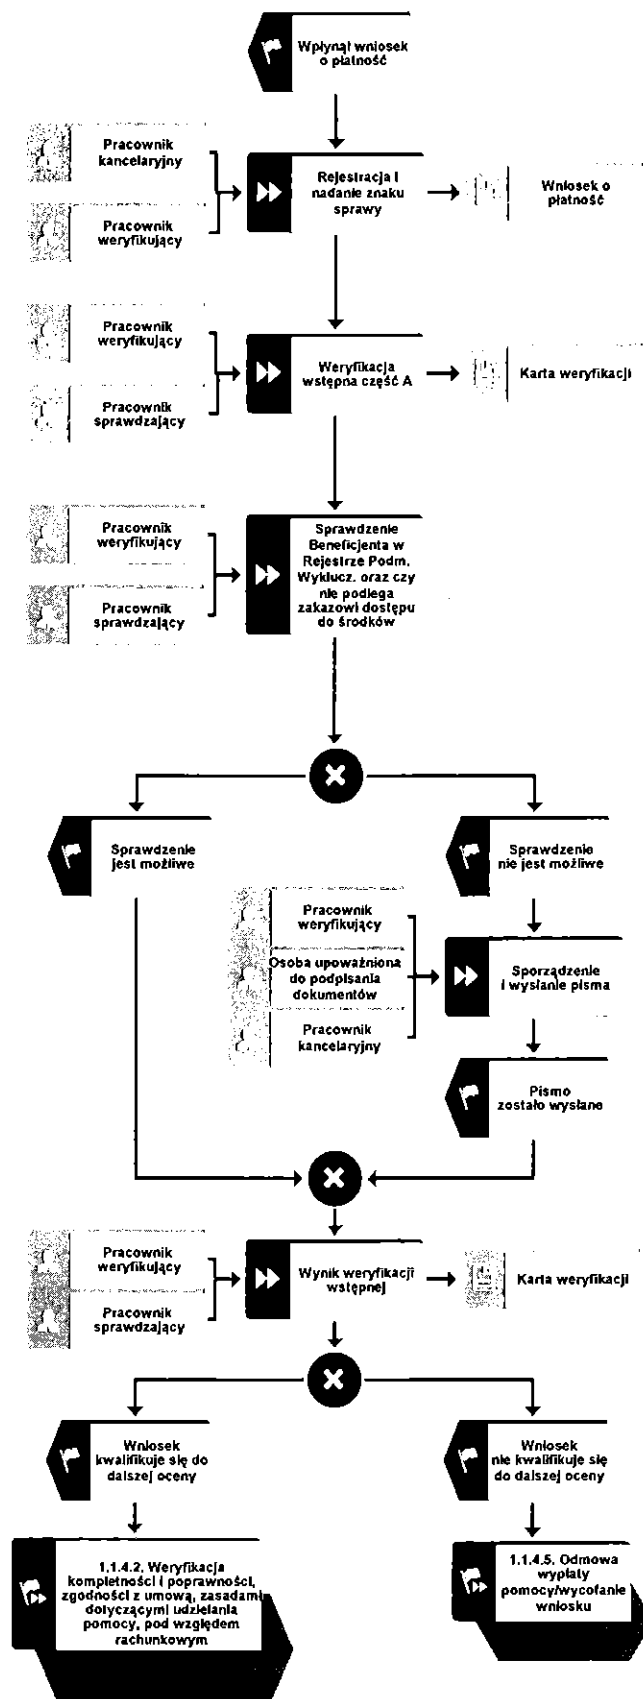 Wpłynął wniosek
o płatność
Pracownik
kancelaryjny
Pracownik
weryfikujący
Rejestracja i
nadanie znaku
sprawy
Wniosek o
płatność
Pracownik
weryfikujący
Pracownik
sprawdzający
Weryfikacja
wstępna część A
Karta weryfikacji
Pracownik
weryfikujący
Pracownik
sprawdzający
Sprawdzenie
Beneficjenta w
Rejestrze Podm.
Wyklucz. oraz czy
nie podlega
zakazowi dostępu
do środków
Sprawdzenie
jest możliwe
Sprawdzenie
nie jest możliwe
Pracownik
weryfikujący
Osoba upoważniona
do podpisania
dokumentów
Pracownik
kancelaryjny
Sporządzenie
i wysłanie pisma
Pismo
zostało wysłane
Pracownik
weryfikujący
Pracownik
sprawdzający
Wynik weryfikacji
wstępnej
Karta weryfikacji
Wniosek
kwalifikuje się do
dalszej oceny
Wniosek
nie kwalifikuje się
do dalszej oceny
1.1.4.2. Weryfikacja
kompletności i poprawności,
zgodności z umową, zasadami
dotyczącymi udzielania
pomocy, pod względem
rachunkowym
1.1.4.5. Odmowa
wypłaty
pomocy/wycofanie
wniosku